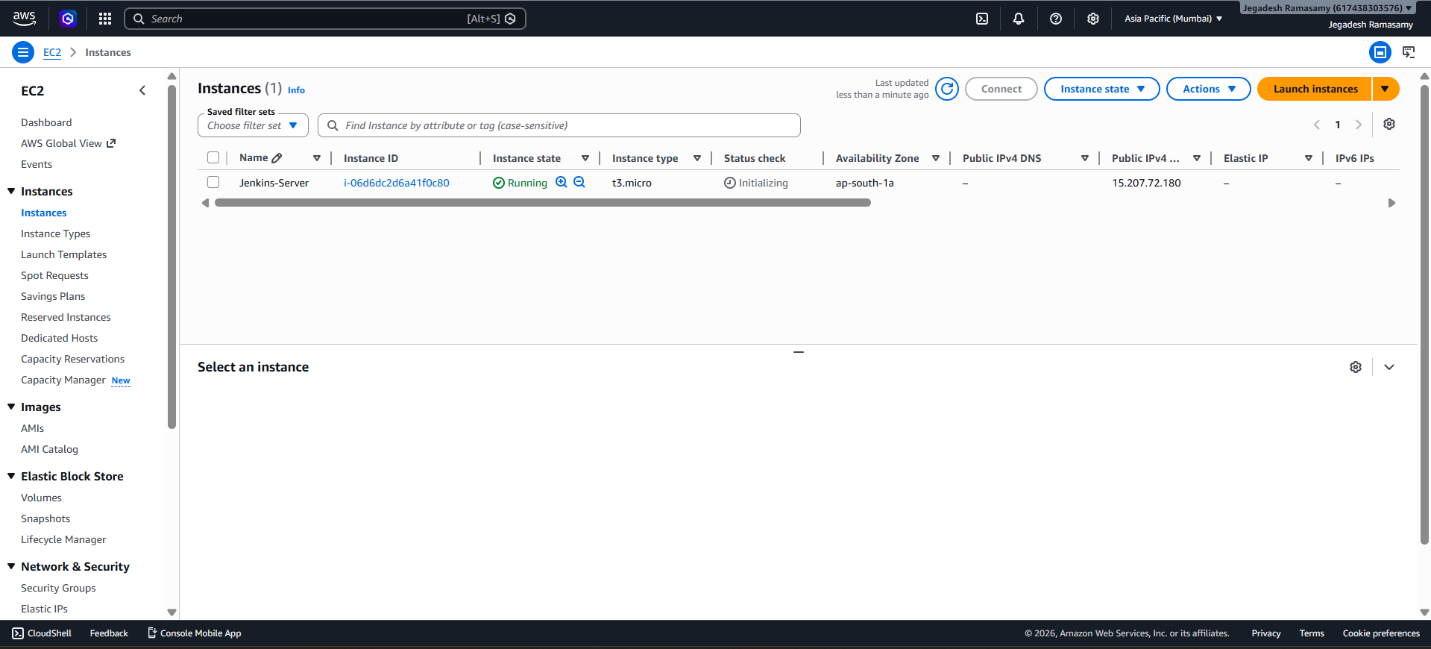 aws
Search [Alt+S]
Asia Pacific (Mumbai)
Jegadesh Ramasamy (617438303576)
Jegadesh Ramasamy
EC2 Instances
EC2
Dashboard
AWS Global View
Events
Instances
Instances
Instance Types
Launch Templates
Spot Requests
Savings Plans
Reserved Instances
Dedicated Hosts
Capacity Reservations
Capacity Manager New
Images
AMIs
AMI Catalog
Elastic Block Store
Volumes
Snapshots
Lifecycle Manager
Network & Security
Security Groups
Elastic IPs
Instances (1) Info
Last updated
less than a minute ago
Connect
Instance state
Actions
Launch instances
Saved filter sets
Choose filter set
Find Instance by attribute or tag (case-sensitive)
1
Name Instance ID Instance state Instance type Status check Availability Zone Public IPv4 DNS Public IPv4 ... Elastic IP IPv6 IPs
Jenkins-Server i-06d6dc2d6a41f0c80 Running t3.micro Initializing ap-south-1a – 15.207.72.180 – –
Select an instance
CloudShell Feedback Console Mobile App © 2026, Amazon Web Services, Inc. or its affiliates. Privacy Terms Cookie preferences